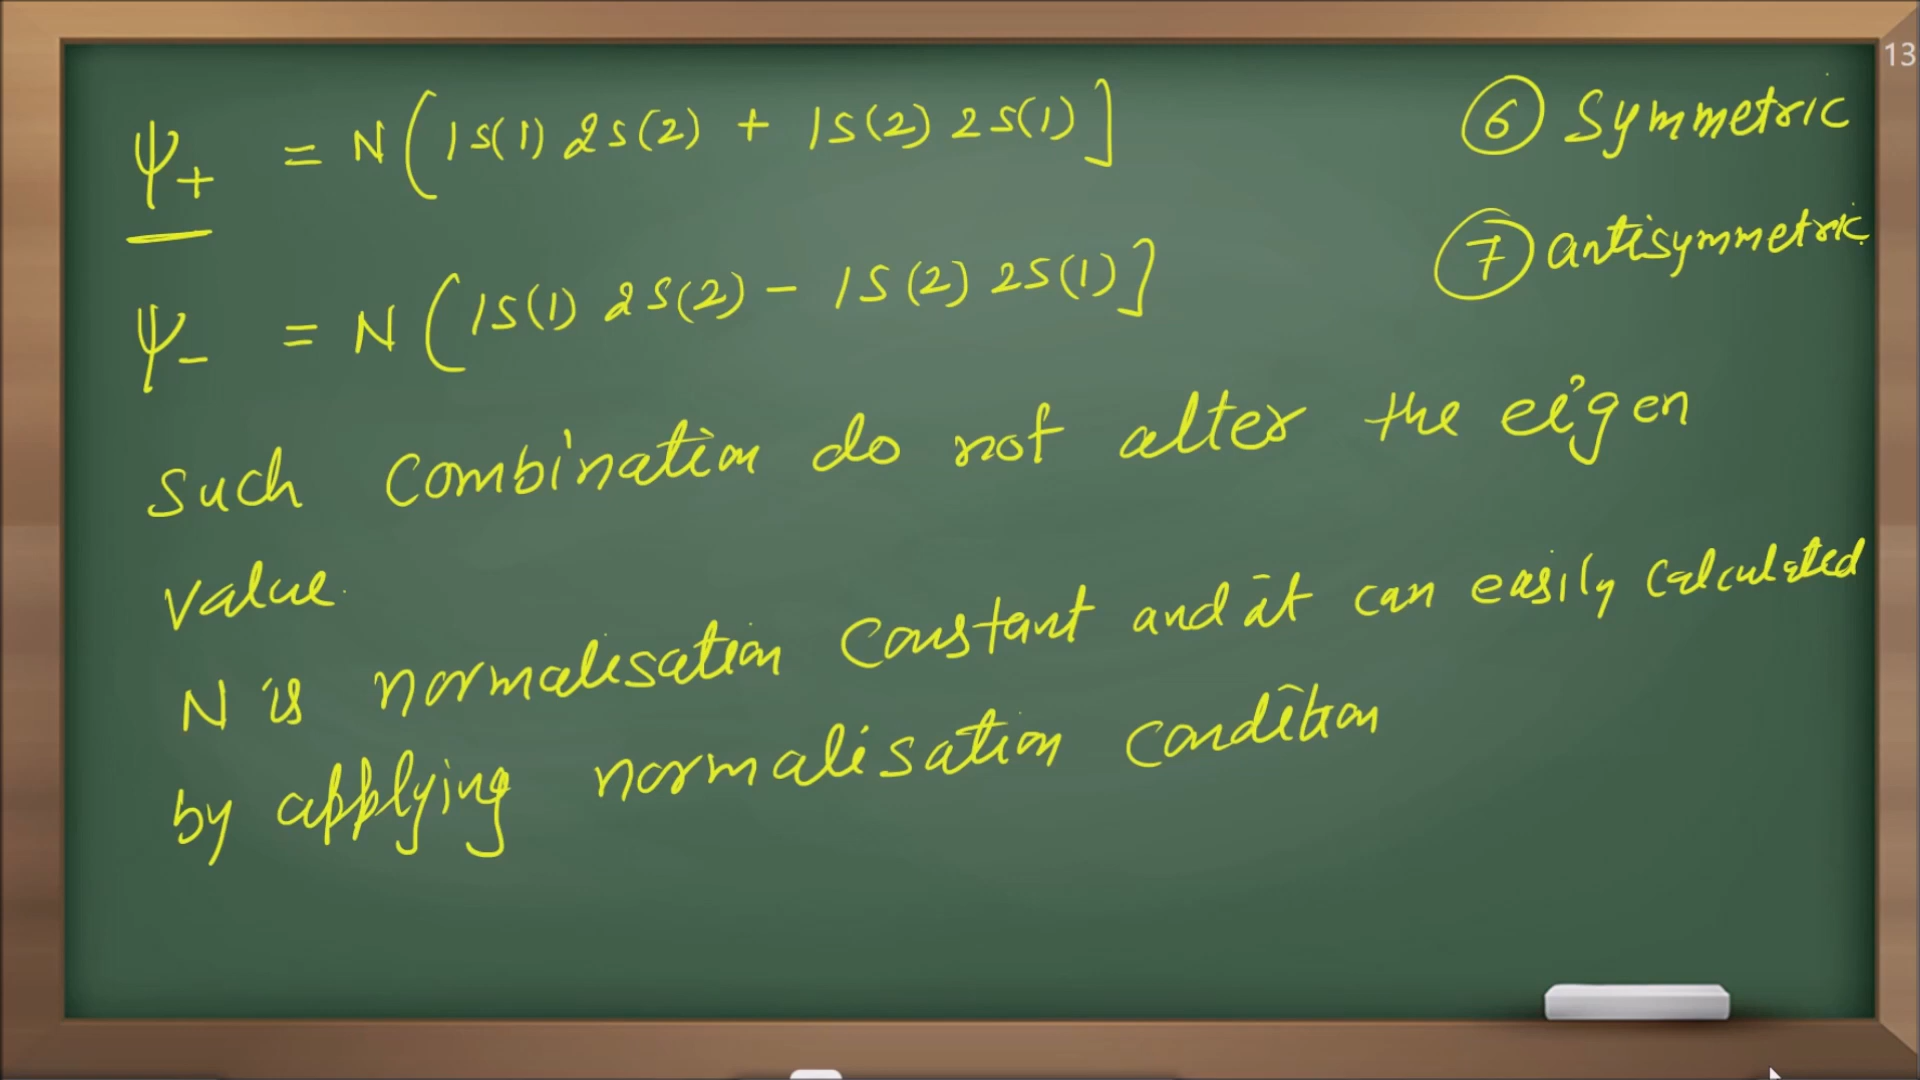 13
ψ+ = N ( 1s(1) 2s(2) + 1s(2) 2s(1) ] ⑥ Symmetric
ψ- = N ( 1s(1) 2s(2) - 1s(2) 2s(1) ] ⑦ antisymmetric
Such Combination do not alter the eigen
value.
N is normalisation Constant and it can easily calculated
by applying normalisation condition